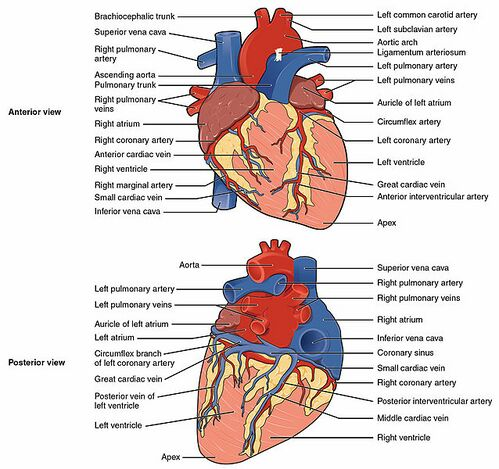 Brachiocephalic trunk
Superior vena cava
Right pulmonary
artery
Ascending aorta
Pulmonary trunk
Right pulmonary
veins
Right atrium
Right coronary artery
Anterior cardiac vein
Right ventricle
Right marginal artery
Small cardiac vein
Inferior vena cava
Anterior view
Left common carotid artery
Left subclavian artery
Aortic arch
Ligamentum arteriosum
Left pulmonary artery
Left pulmonary veins
Auricle of left atrium
Circumflex artery
Left coronary artery
Left ventricle
Great cardiac vein
Anterior interventricular artery
Apex
Aorta
Left pulmonary artery
Left pulmonary veins
Auricle of left atrium
Left atrium
Circumflex branch
of left coronary artery
Great cardiac vein
Posterior vein of
left ventricle
Left ventricle
Apex
Posterior view
Superior vena cava
Right pulmonary artery
Right pulmonary veins
Right atrium
Inferior vena cava
Coronary sinus
Small cardiac vein
Right coronary artery
Posterior interventricular artery
Middle cardiac vein
Right ventricle